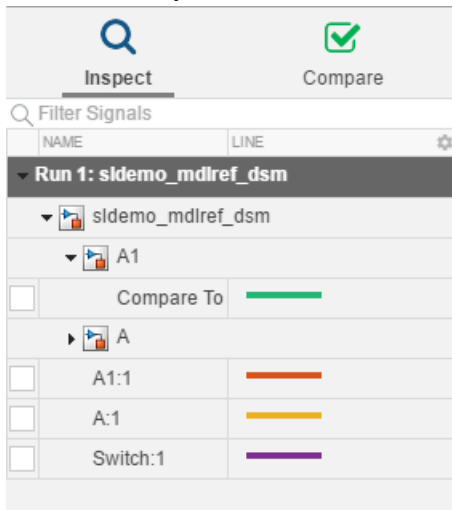 Inspect Compare
Filter Signals
NAME LINE
Run 1: sldemo_mdlref_dsm
sldemo_mdlref_dsm
A1
Compare To
A
A1:1
A:1
Switch:1